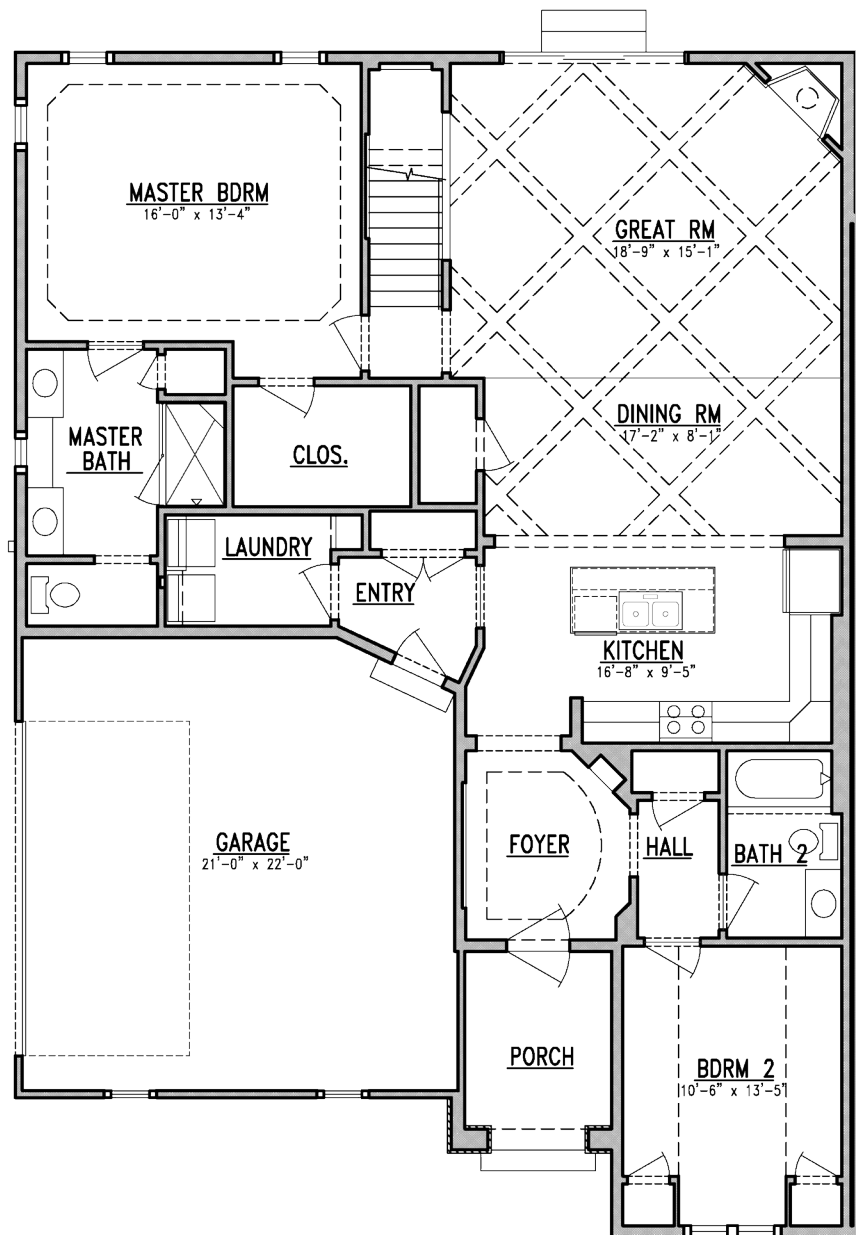 MASTER BDRM
16'-0" x 13'-4"
GREAT RM
18'-9" x 15'-1"
DINING RM
17'-2" x 8'-1"
MASTER
BATH
CLOS.
LAUNDRY
ENTRY
KITCHEN
16'-8" x 9'-5"
GARAGE
21'-0" x 22'-0"
FOYER
HALL
BATH 2
PORCH
BDRM 2
10'-6" x 13'-5"